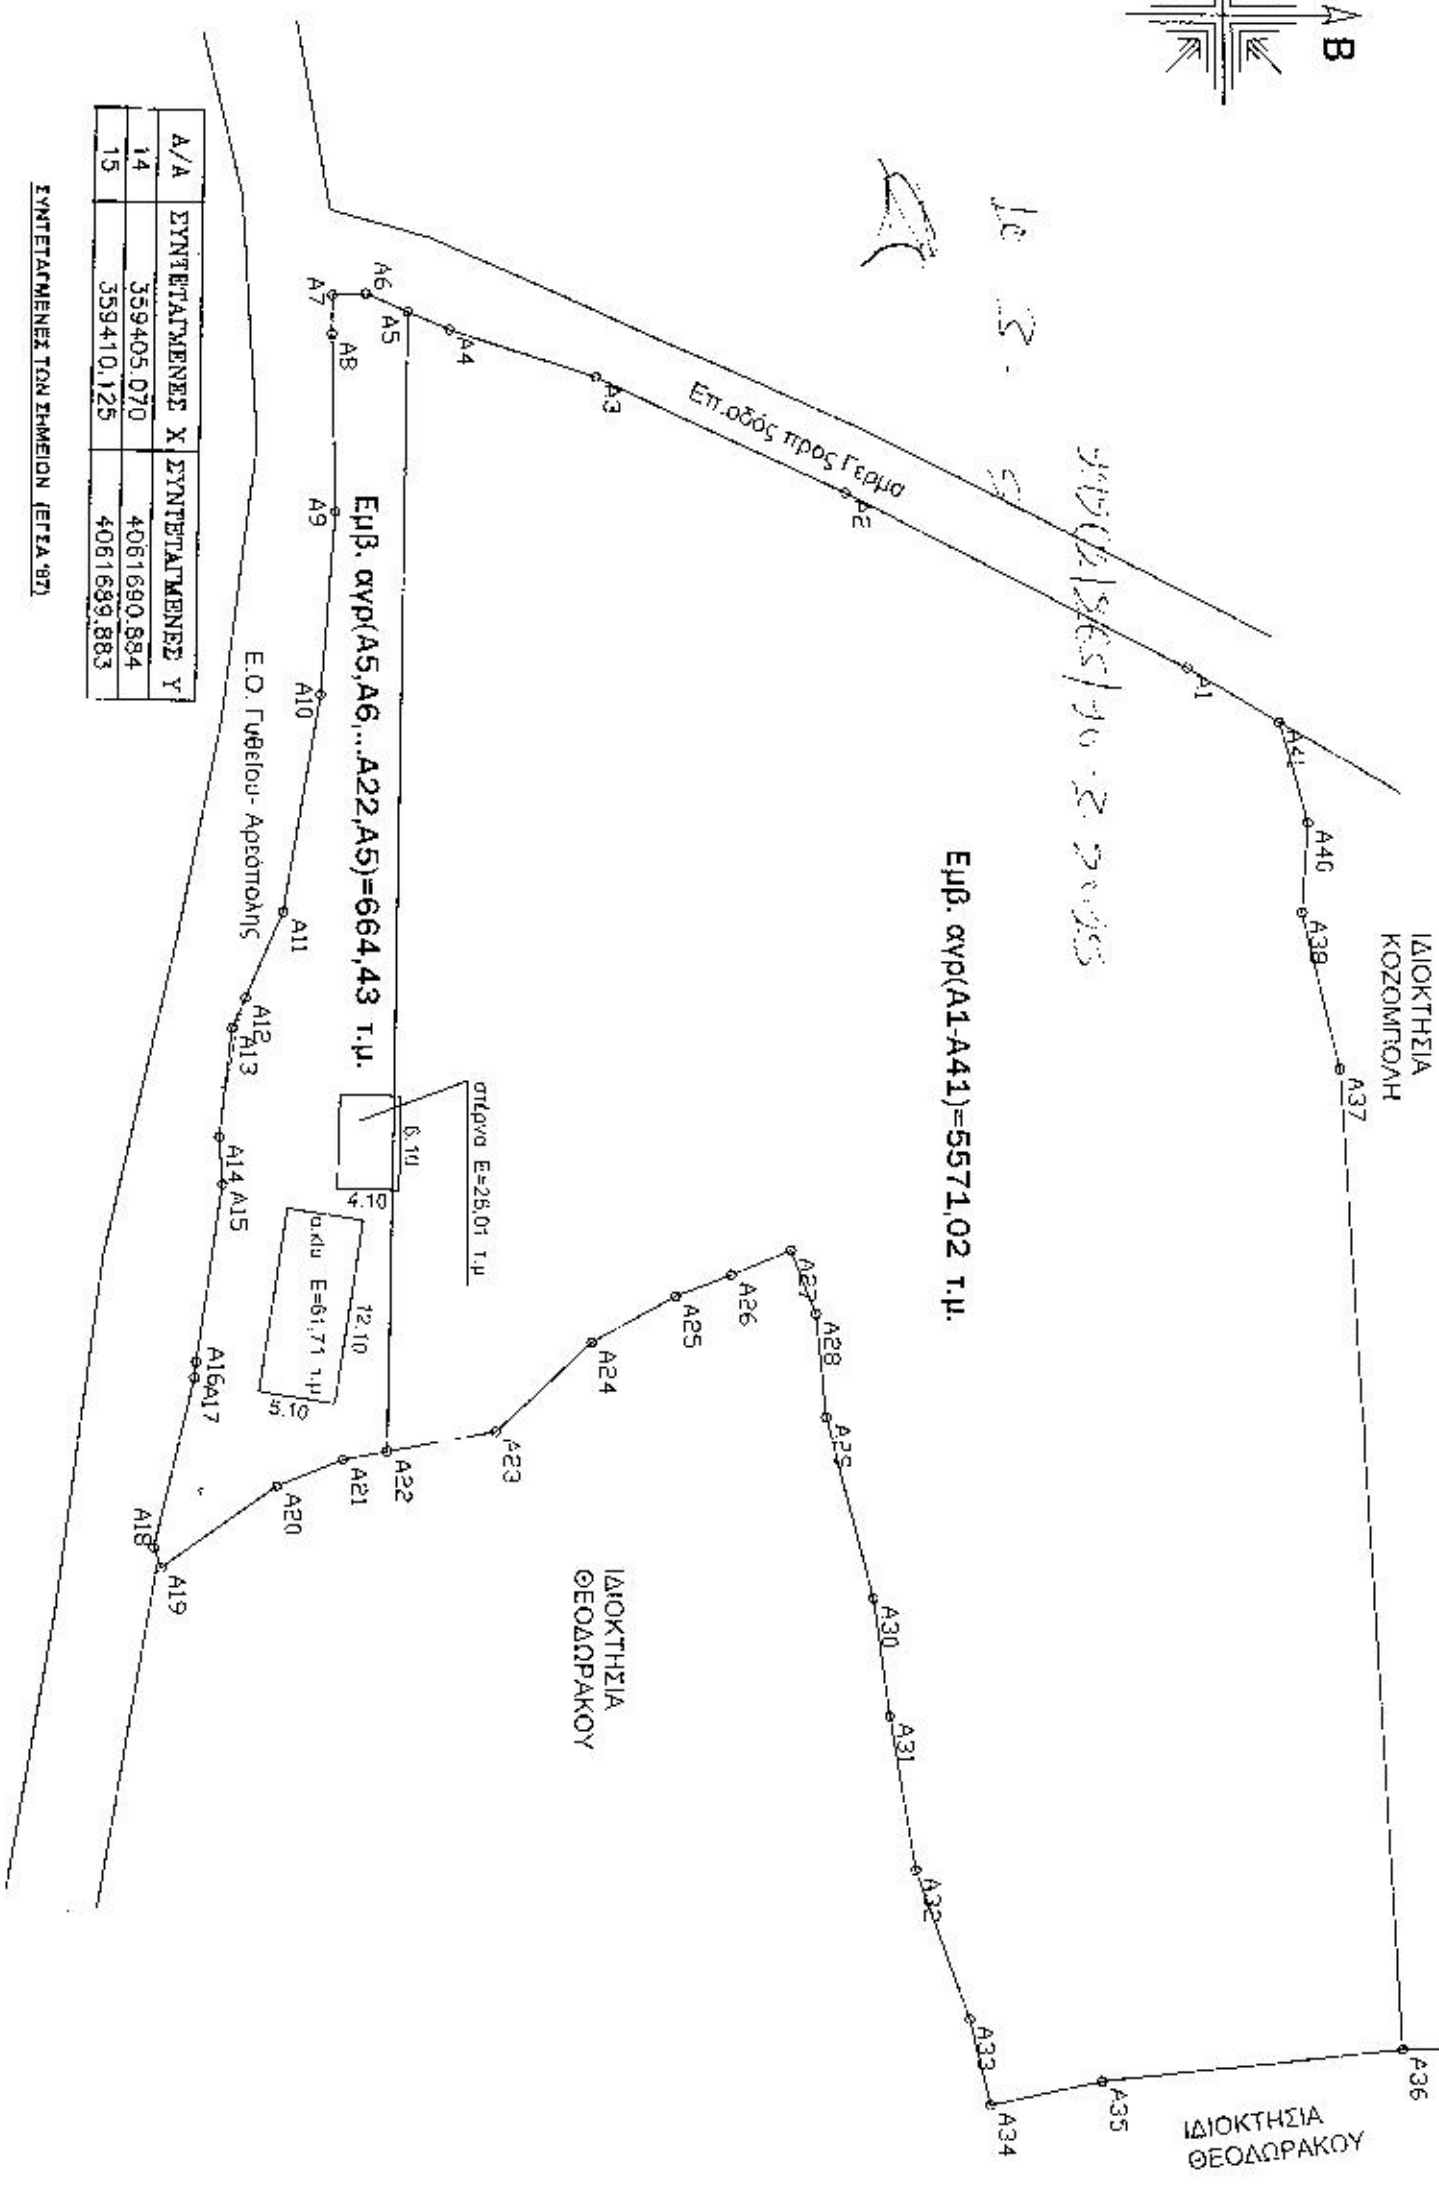 Β
ΙΔΙΟΚΤΗΣΙΑ
ΚΟΖΟΜΠΟΛΗ
Α36
Α37
Α38
Α40
Α41
Α1
Α2
Α3
Α4
Α5
Α6
Α7
Α8
Α9
Α10
Α11
Α12
Α13
Α14
Α15
Α16
Α17
Α18
Α19
Α20
Α21
Α22
Α23
Α24
Α25
Α26
Α27
Α28
Α29
Α30
Α31
Α32
Α33
Α34
Α35
ΙΔΙΟΚΤΗΣΙΑ
ΘΕΟΔΩΡΑΚΟΥ
Επ.οδός προς Γέρμα
Εμβ. αγρ(Α1-Α41)=5571,02 τ.μ.
ΙΔΙΟΚΤΗΣΙΑ
ΘΕΟΔΩΡΑΚΟΥ
στέρνα Ε=25,01 τ.μ
6.10
4.10
Εμβ. αγρ(Α5,Α6,...Α22,Α5)=664,43 τ.μ.
12.10
Ε=61,71 τ.μ
5.10
Ε.Ο. Γυθείου- Αρεόπολης
Α/Α ΣΥΝΤΕΤΑΓΜΕΝΕΣ Χ ΣΥΝΤΕΤΑΓΜΕΝΕΣ Υ
14 359405.070 4061690.884
15 359410.125 4061689.883
ΣΥΝΤΕΤΑΓΜΕΝΕΣ ΤΩΝ ΣΗΜΕΙΩΝ (ΕΓΣΑ '87)